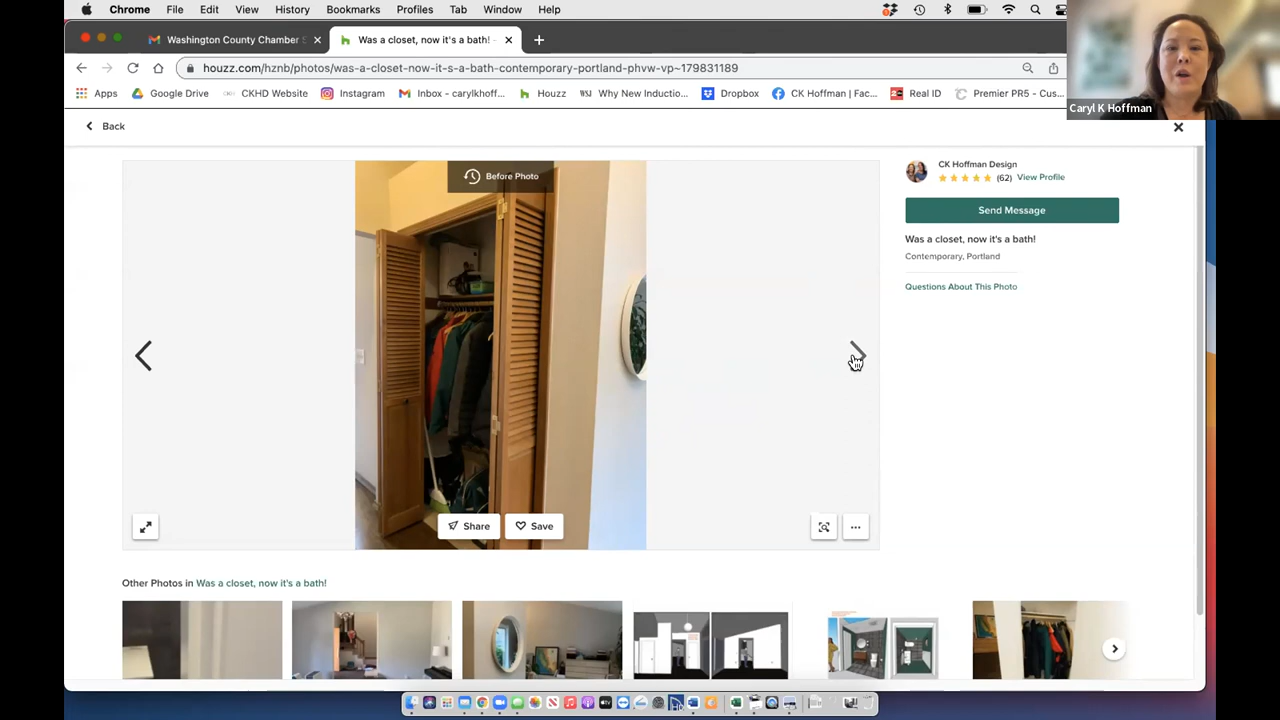 Chrome File Edit View History Bookmarks Profiles Tab Window Help
Washington County Chamber
Was a closet, now it's a bath! -
houzz.com/hznb/photos/was-a-closet-now-it-s-a-bath-contemporary-portland-phvw-vp~179831189
Apps Google Drive CKHD Website Instagram Inbox - carylkhoff... Houzz WSJ Why New Inductio... Dropbox CK Hoffman | Fac... Real ID Premier PR5 - Cus...
Caryl K Hoffman
Back
Before Photo
CK Hoffman Design
(62) View Profile
Send Message
Was a closet, now it's a bath!
Contemporary, Portland
Questions About This Photo
Share Save
Other Photos in Was a closet, now it's a bath!